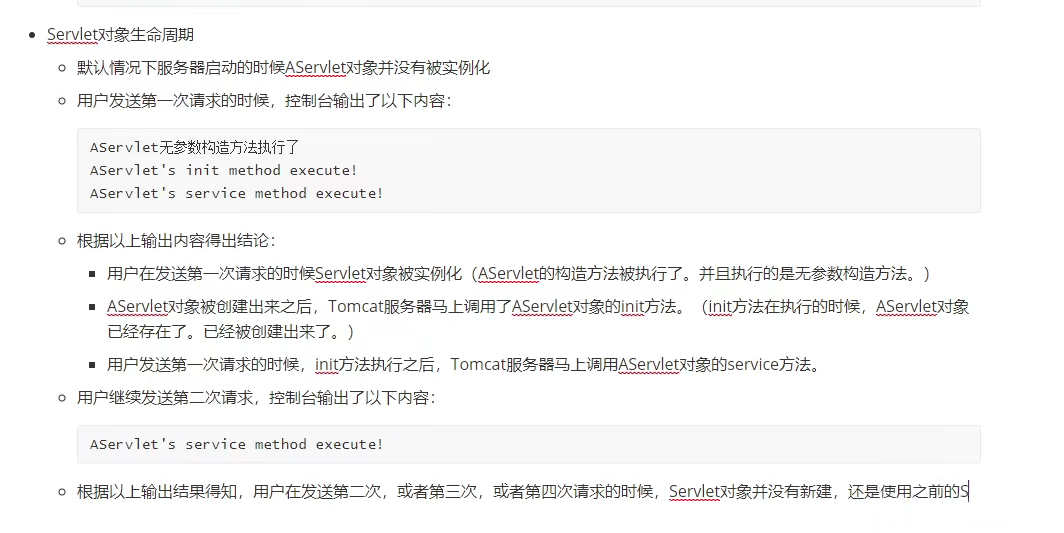 Servlet对象生命周期
默认情况下服务器启动的时候AServlet对象并没有被实例化
用户发送第一次请求的时候，控制台输出了以下内容：
AServlet无参数构造方法执行了
AServlet's init method execute!
AServlet's service method execute!
根据以上输出内容得出结论：
用户在发送第一次请求的时候Servlet对象被实例化（AServlet的构造方法被执行了。并且执行的是无参数构造方法。）
AServlet对象被创建出来之后，Tomcat服务器马上调用了AServlet对象的init方法。（init方法在执行的时候，AServlet对象
已经存在了。已经被创建出来了。）
用户发送第一次请求的时候，init方法执行之后，Tomcat服务器马上调用AServlet对象的service方法。
用户继续发送第二次请求，控制台输出了以下内容：
AServlet's service method execute!
根据以上输出结果得知，用户在发送第二次，或者第三次，或者第四次请求的时候，Servlet对象并没有新建，还是使用之前的S